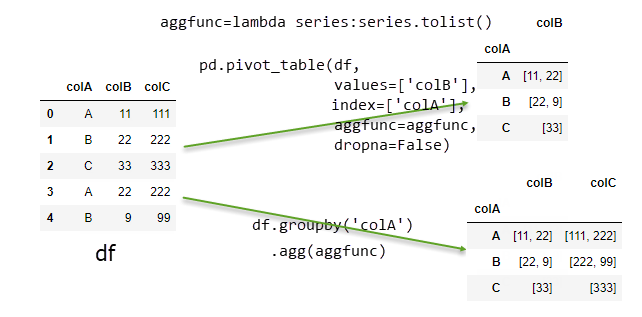 aggfunc=lambda series:series.tolist()
pd.pivot_table(df,
values=['colB'],
index=['colA'],
aggfunc=aggfunc,
dropna=False)
colB
colA
A [11, 22]
B [22, 9]
C [33]
colA colB colC
0 A 11 111
1 B 22 222
2 C 33 333
3 A 22 222
4 B 9 99
df
df.groupby('colA')
.agg(aggfunc)
colB colC
colA
A [11, 22] [111, 222]
B [22, 9] [222, 99]
C [33] [333]